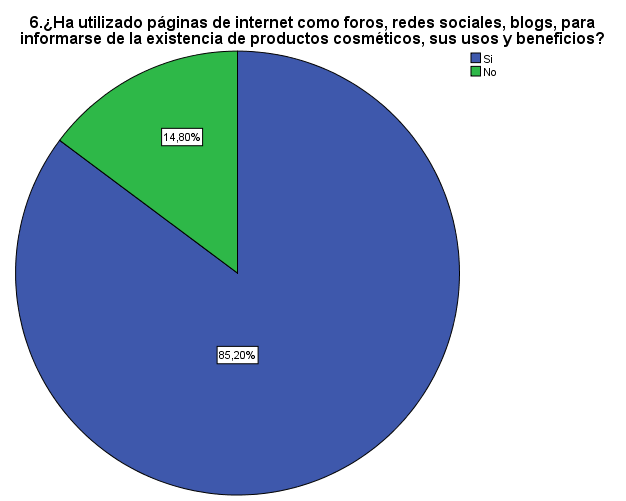 6.¿Ha utilizado páginas de internet como foros, redes sociales, blogs, para
informarse de la existencia de productos cosméticos, sus usos y beneficios?
Si
No
14,80%
85,20%